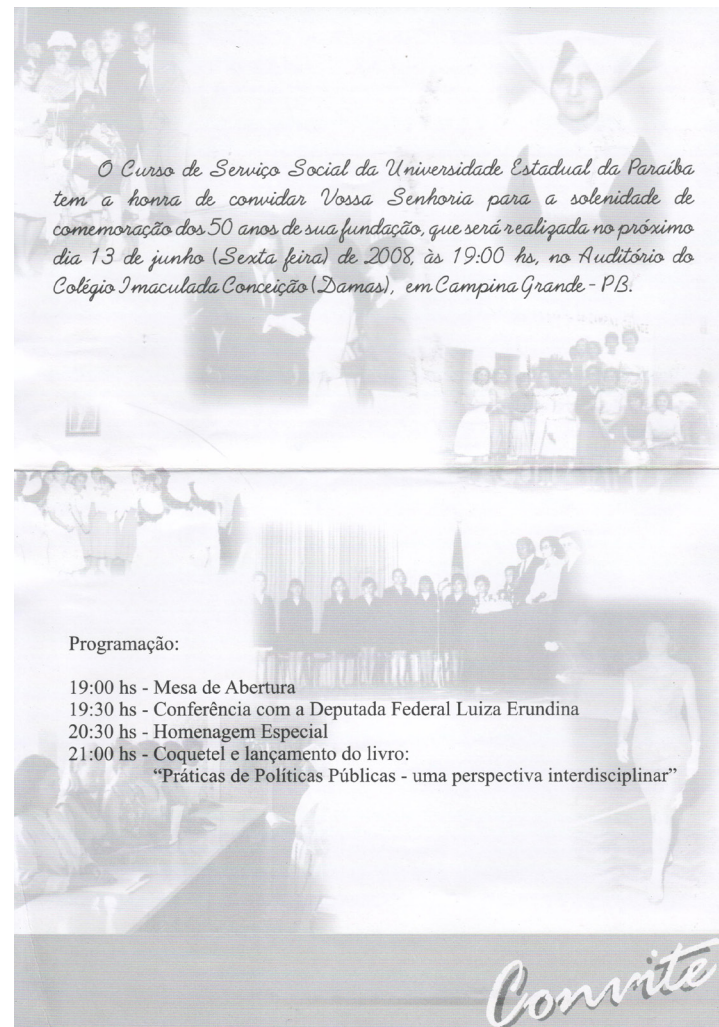 O Curso de Serviço Social da Universidade Estadual da Paraíba
tem a honra de convidar Vossa Senhoria para a solenidade de
comemoração dos 50 anos de sua fundação, que será realizada no próximo
dia 13 de junho (Sexta feira) de 2008, às 19:00 hs, no Auditório do
Colégio Imaculada Conceição (Damas), em Campina Grande - PB.
Programação:
19:00 hs - Mesa de Abertura
19:30 hs - Conferência com a Deputada Federal Luiza Erundina
20:30 hs - Homenagem Especial
21:00 hs - Coquetel e lançamento do livro:
“Práticas de Políticas Públicas - uma perspectiva interdisciplinar”
Convite